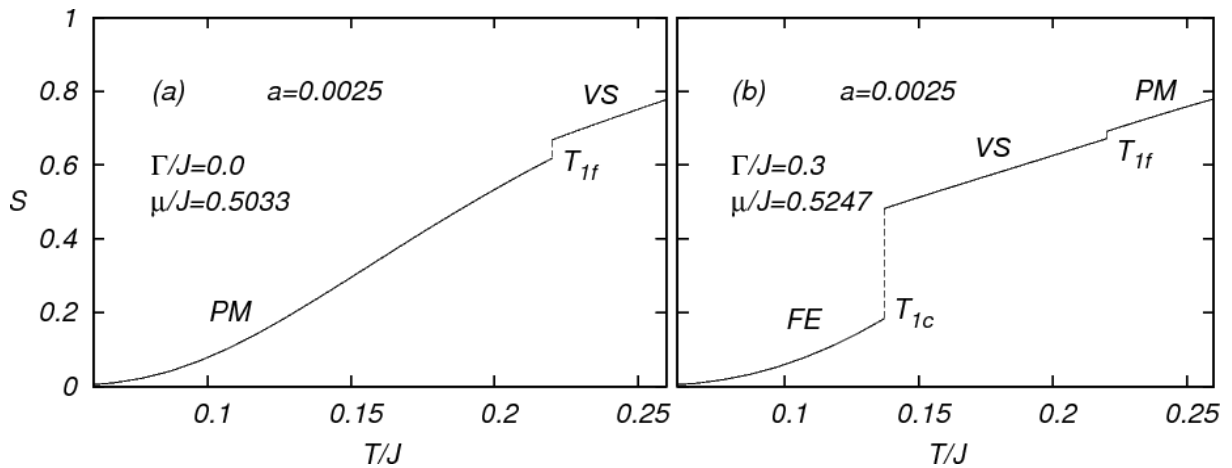 1
0.8
0.6
S
0.4
0.2
0
(a) a=0.0025
VS
Γ/J=0.0
μ/J=0.5033
T1f
PM
0.1 0.15 0.2 0.25
T/J
(b) a=0.0025
PM
Γ/J=0.3
μ/J=0.5247
VS
T1f
FE
T1c
0.1 0.15 0.2 0.25
T/J